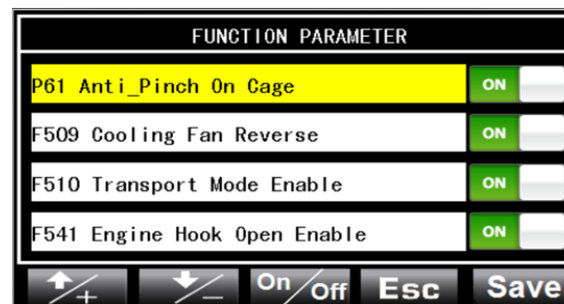 FUNCTION PARAMETER
P61 Anti_Pinch On Cage ON
F509 Cooling Fan Reverse ON
F510 Transport Mode Enable ON
F541 Engine Hook Open Enable ON
/+ /− On/Off Esc Save